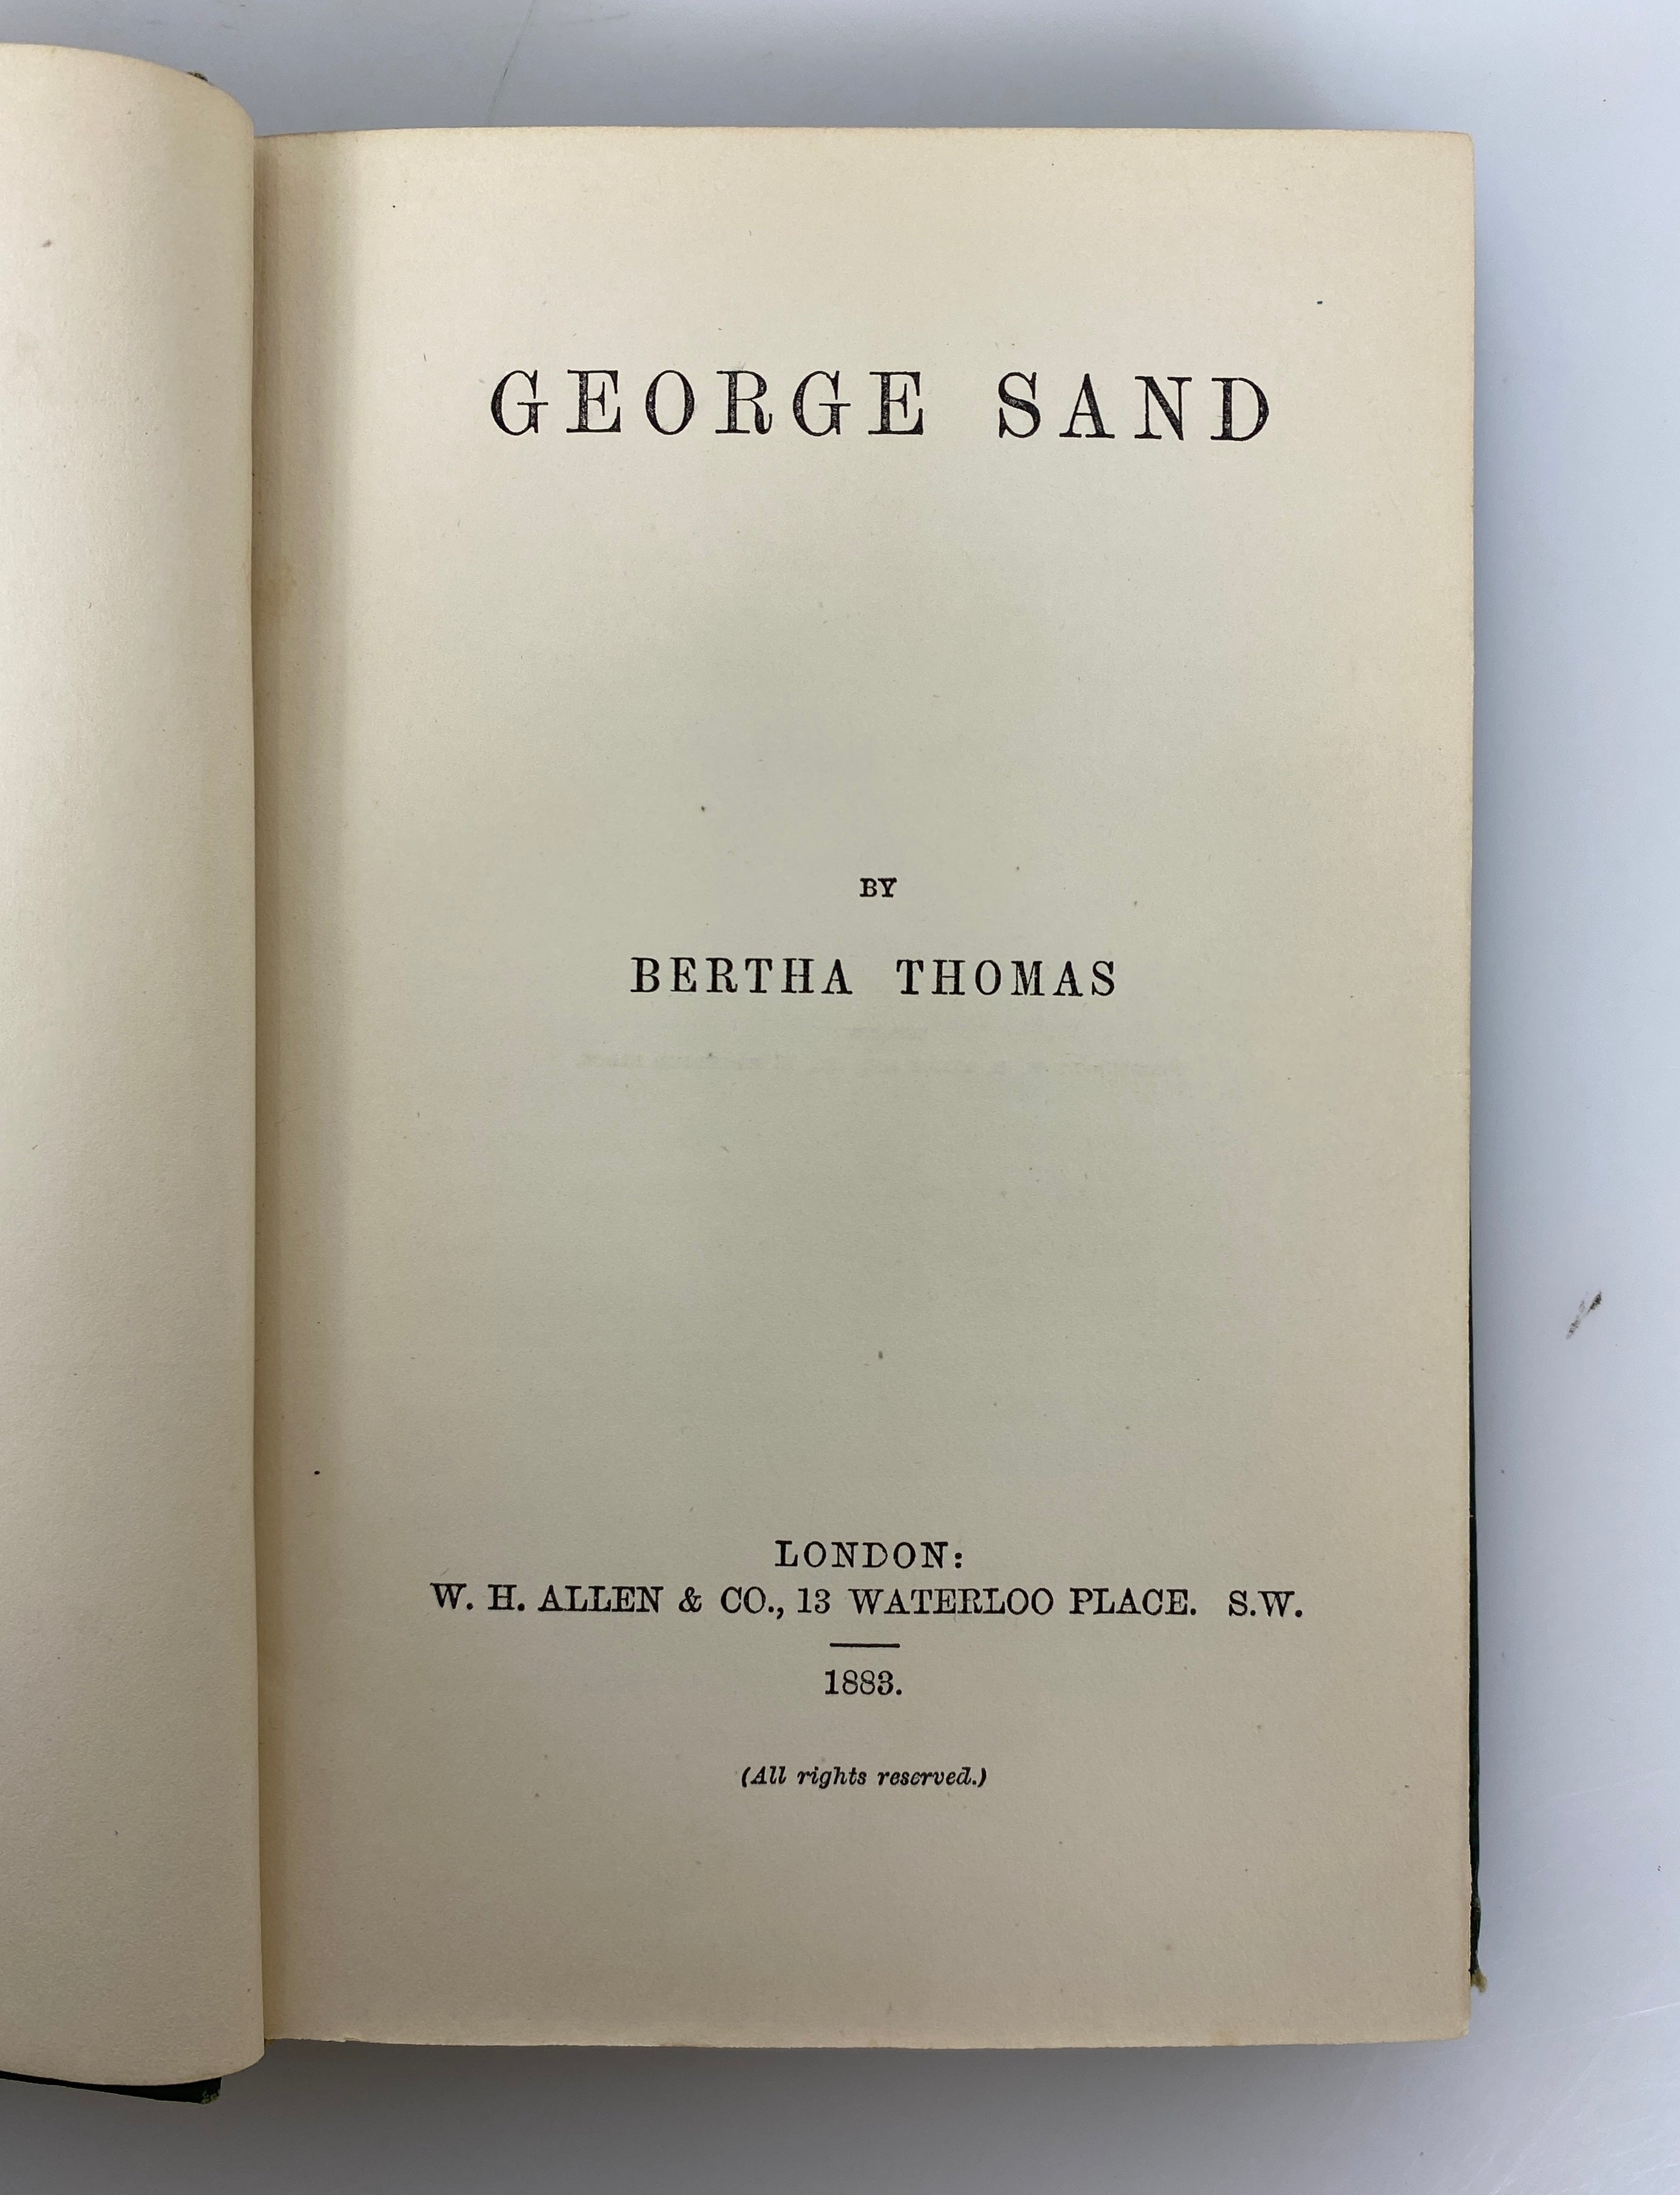 GEORGE SAND
BY
BERTHA THOMAS
LONDON:
W. H. ALLEN & CO., 13 WATERLOO PLACE. S.W.
1883.
(All rights reserved.)